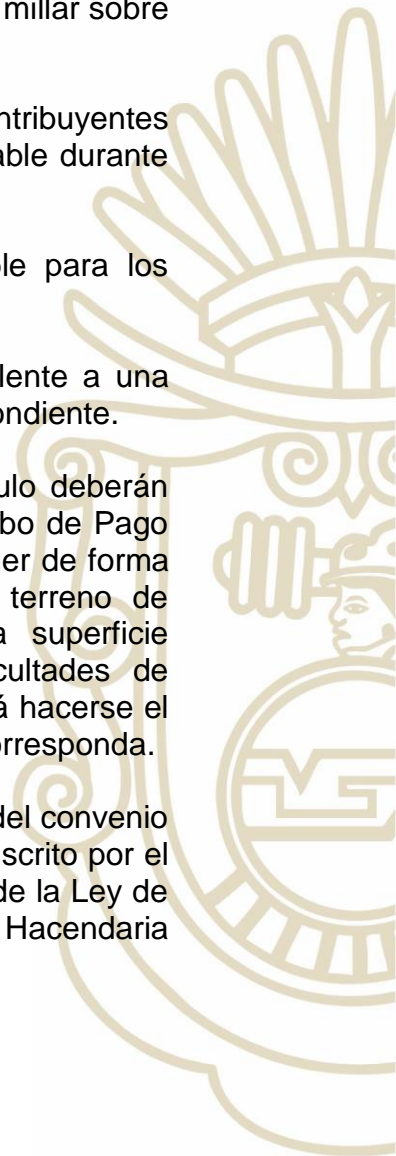 millar sobre
ntribuyentes
able durante
le para los
lente a una
ondiente.
ulo deberán
bo de Pago
er de forma
terreno de
a superficie
cultades de
á hacerse el
orresponda.
del convenio
scrito por el
de la Ley de
Hacendaria